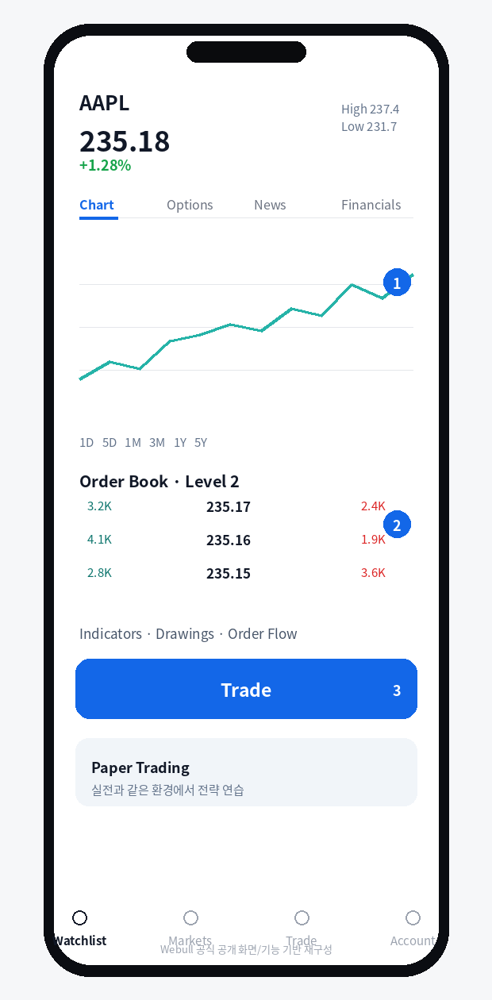 AAPL
High 237.4
Low 231.7
235.18
+1.28%
Chart Options News Financials
1
1D 5D 1M 3M 1Y 5Y
Order Book · Level 2
3.2K 235.17 2.4K
2
4.1K 235.16 1.9K
2.8K 235.15 3.6K
Indicators · Drawings · Order Flow
Trade 3
Paper Trading
실전과 같은 환경에서 전략 연습
Watchlist Markets Trade Account
Webull 공식 공개 화면/기능 기반 재구성